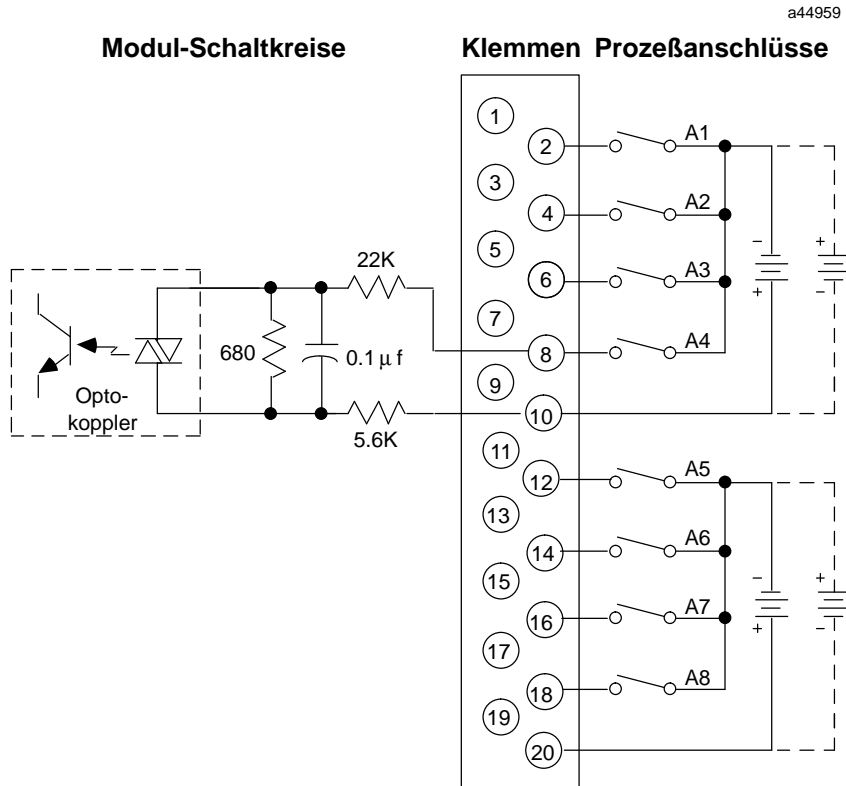 a44959
Modul-Schaltkreise Klemmen Prozeßanschlüsse
1
2 A1
3
4 A2
- +
5
22K
6 A3
+ -
7
680 0.1 μ f
8 A4
9
Opto-
koppler
10
5.6K
11
12 A5
13
14 A6
- +
15
16 A7
+ -
17
18 A8
19
20